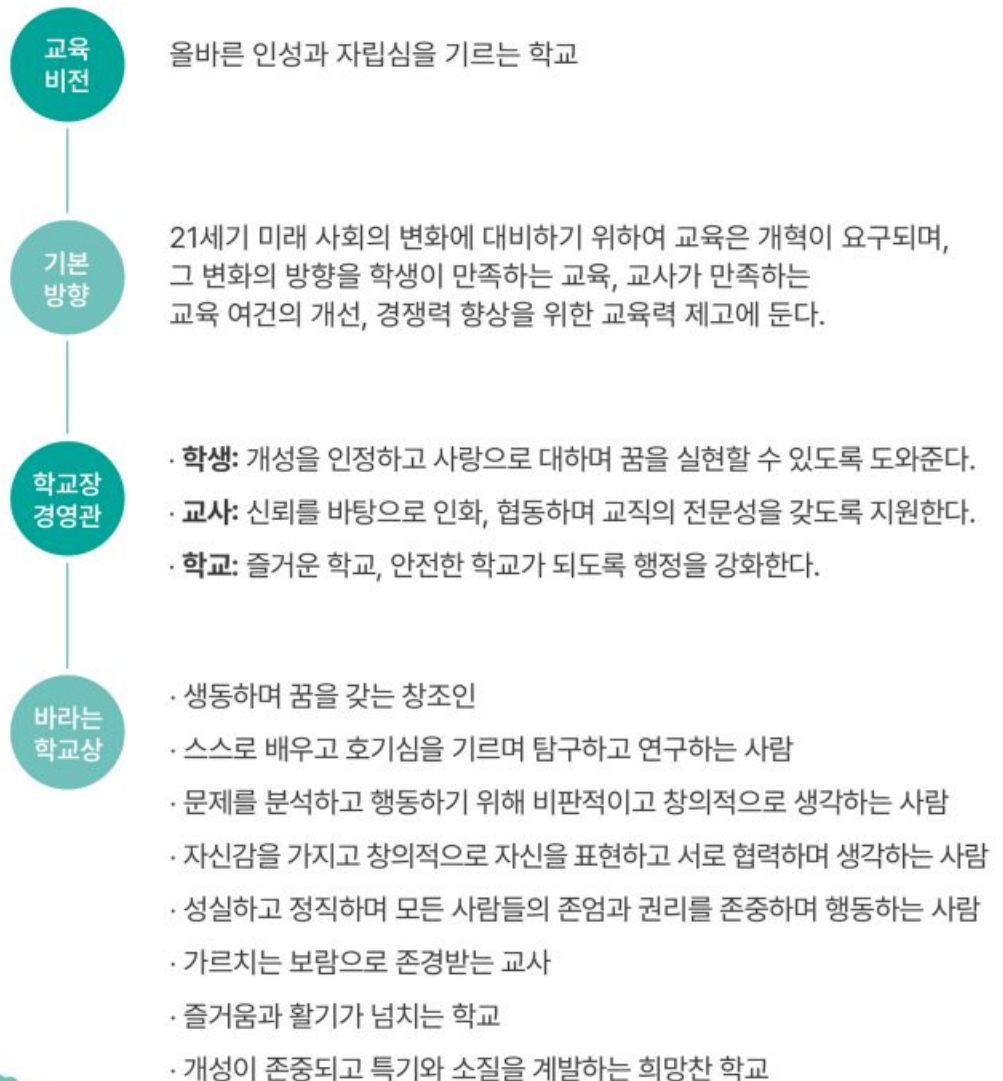 교육
비전
올바른 인성과 자립심을 기르는 학교
기본
방향
21세기 미래 사회의 변화에 대비하기 위하여 교육은 개혁이 요구되며,
그 변화의 방향을 학생이 만족하는 교육, 교사가 만족하는
교육 여건의 개선, 경쟁력 향상을 위한 교육력 제고에 둔다.
학교장
경영관
· 학생: 개성을 인정하고 사랑으로 대하며 꿈을 실현할 수 있도록 도와준다.
· 교사: 신뢰를 바탕으로 인화, 협동하며 교직의 전문성을 갖도록 지원한다.
· 학교: 즐거운 학교, 안전한 학교가 되도록 행정을 강화한다.
바라는
학교상
· 생동하며 꿈을 갖는 창조인
· 스스로 배우고 호기심을 기르며 탐구하고 연구하는 사람
· 문제를 분석하고 행동하기 위해 비판적이고 창의적으로 생각하는 사람
· 자신감을 가지고 창의적으로 자신을 표현하고 서로 협력하며 생각하는 사람
· 성실하고 정직하며 모든 사람들의 존엄과 권리를 존중하며 행동하는 사람
· 가르치는 보람으로 존경받는 교사
· 즐거움과 활기가 넘치는 학교
· 개성이 존중되고 특기와 소질을 계발하는 희망찬 학교